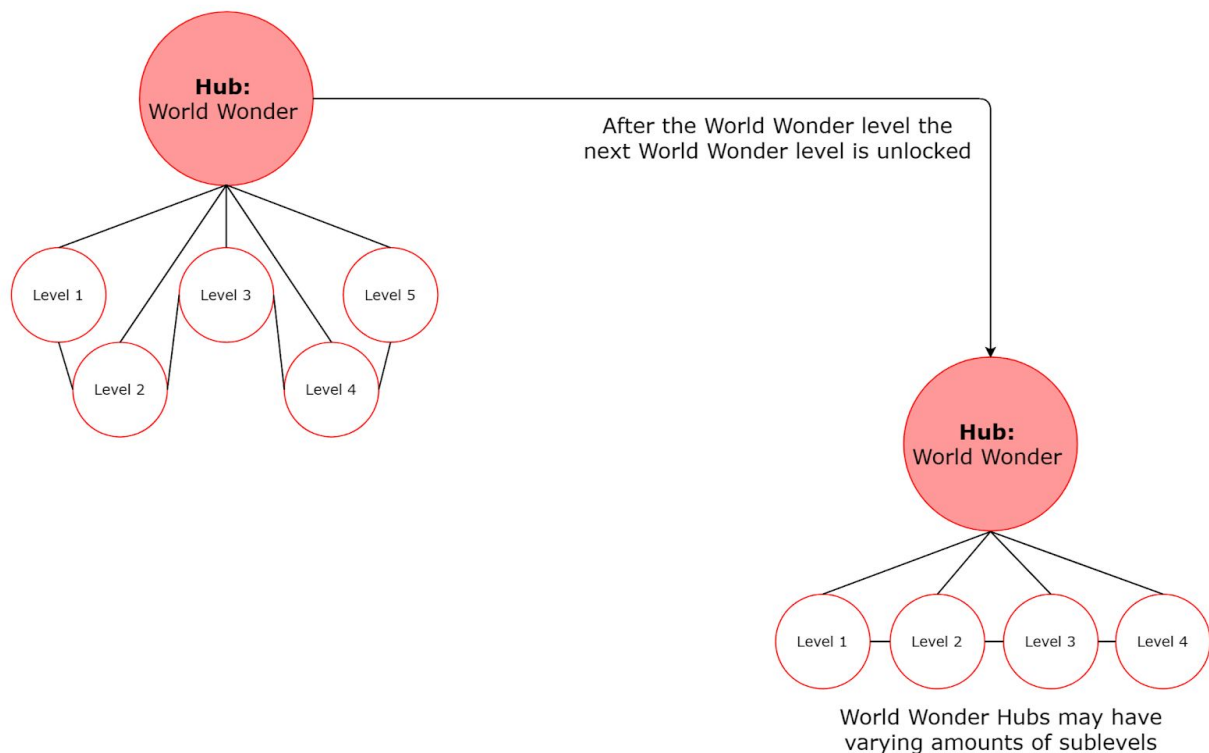 Hub:
World Wonder
After the World Wonder level the
next World Wonder level is unlocked
Level 1
Level 3
Level 5
Level 2
Level 4
Hub:
World Wonder
Level 1
Level 2
Level 3
Level 4
World Wonder Hubs may have
varying amounts of sublevels